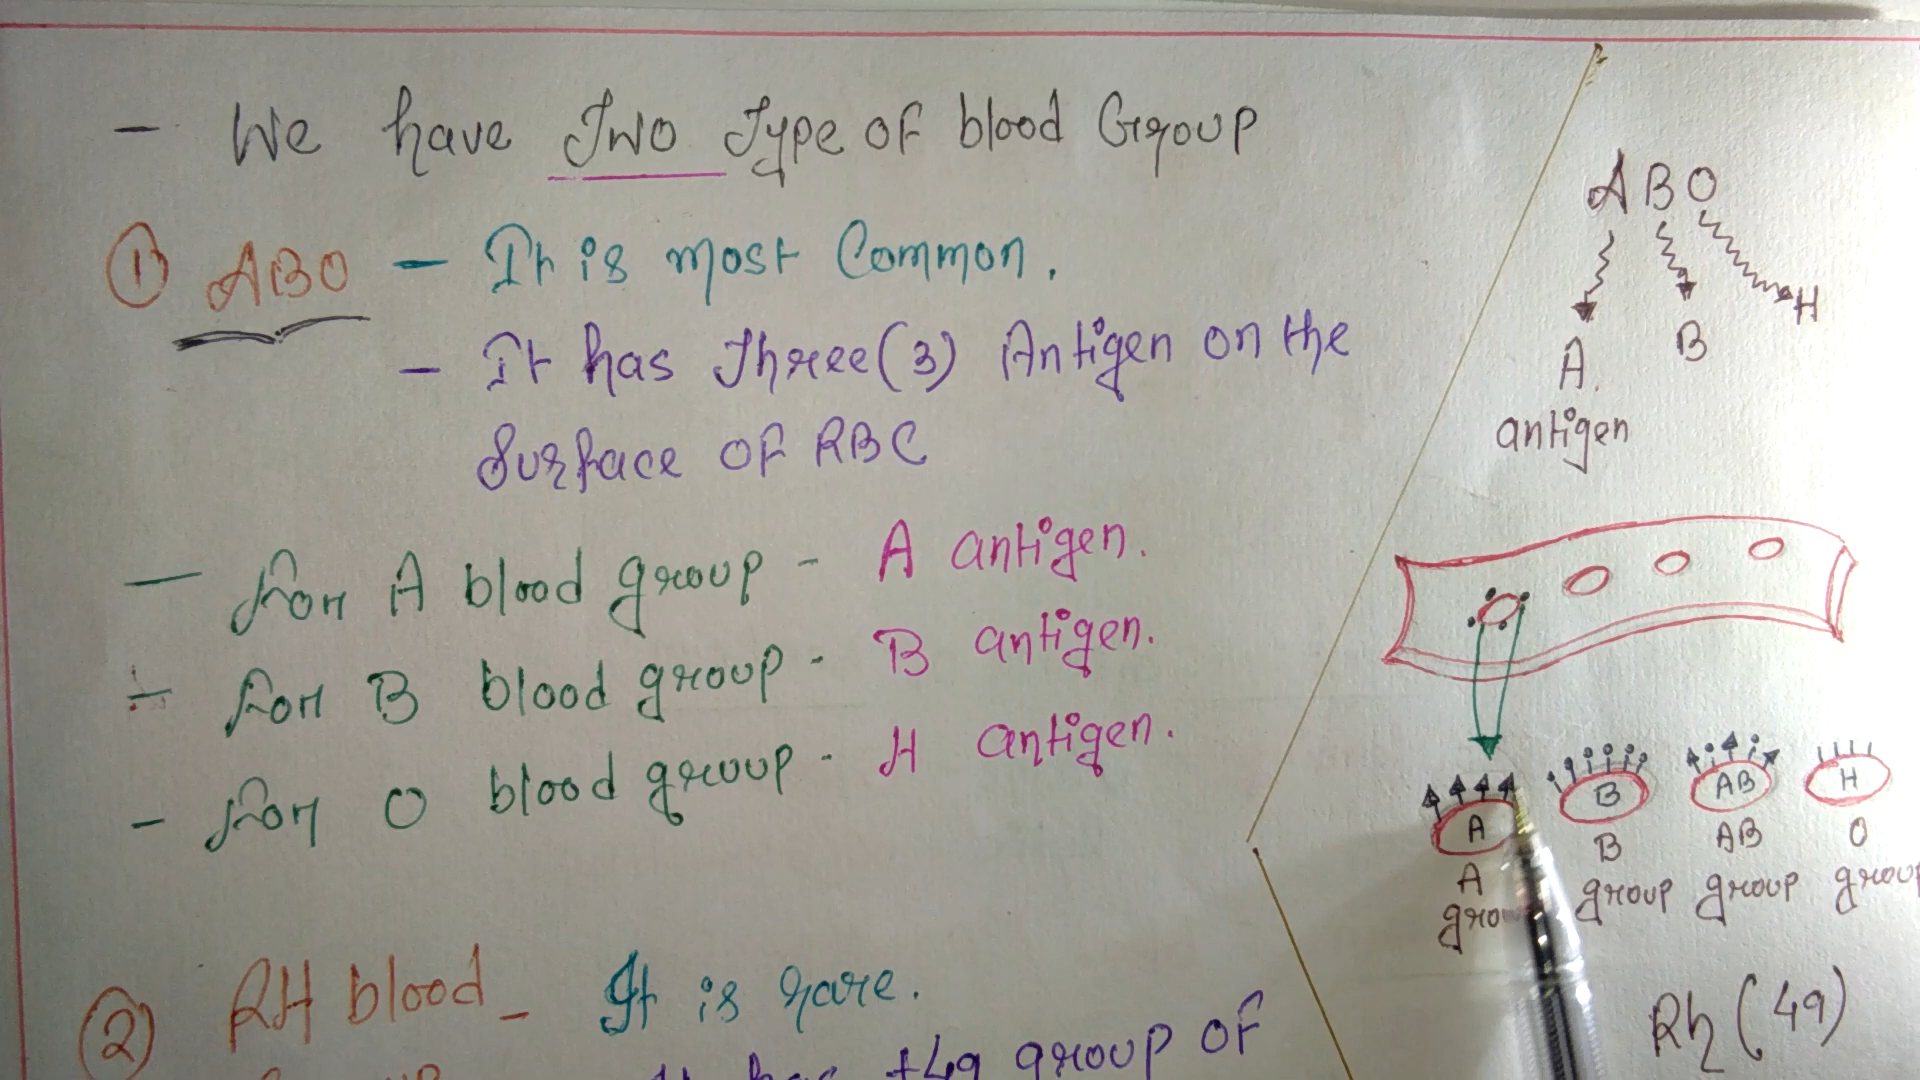 - We have Two Type of blood Group
① ABO - It is most Common.
- It has Three(3) Antigen on the
Surface of RBC
- for A blood group - A antigen.
- for B blood group - B antigen.
- for O blood group - H antigen.
② RH blood - It is rare.
+49 group of
ABO
A B H
antigen
A B AB H
A B AB O
group group group
Rh (49)